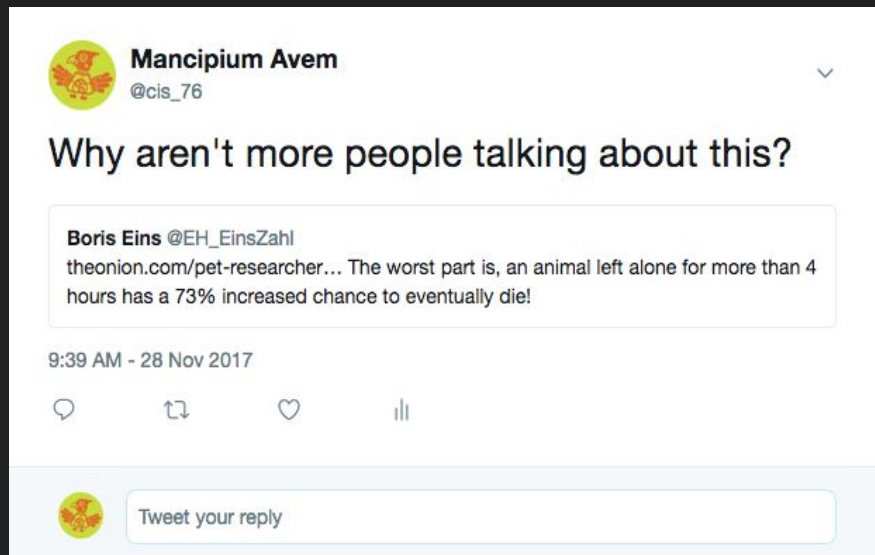 Mancipium Avem
@cis_76
Why aren't more people talking about this?
Boris Eins @EH_EinsZahl
theonion.com/pet-researcher... The worst part is, an animal left alone for more than 4
hours has a 73% increased chance to eventually die!
9:39 AM - 28 Nov 2017
Tweet your reply